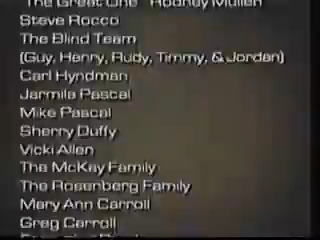 "The Great One" Rodney Mullen
Steve Rocco
The Blind Team
(Guy, Henry, Rudy, Timmy, & Jordan)
Carl Hyndman
Jarmila Pascal
Mike Pascal
Sherry Duffy
Vicki Allen
The McKay Family
The Rosenberg Family
Mary Ann Carroll
Greg Carroll